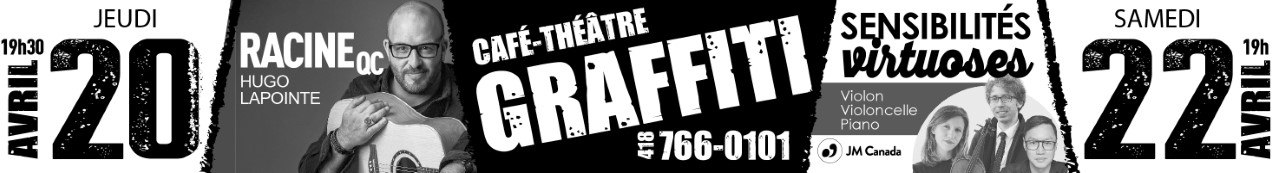 JEUDI
19h30
AVRIL
20
RACINE QC
HUGO
LAPOINTE
CAFÉ-THÉÂTRE
GRAFFITI
418 766-0101
SENSIBILITÉS
virtuoses
Violon
Violoncelle
Piano
JM Canada
SAMEDI
22
19h
AVRIL